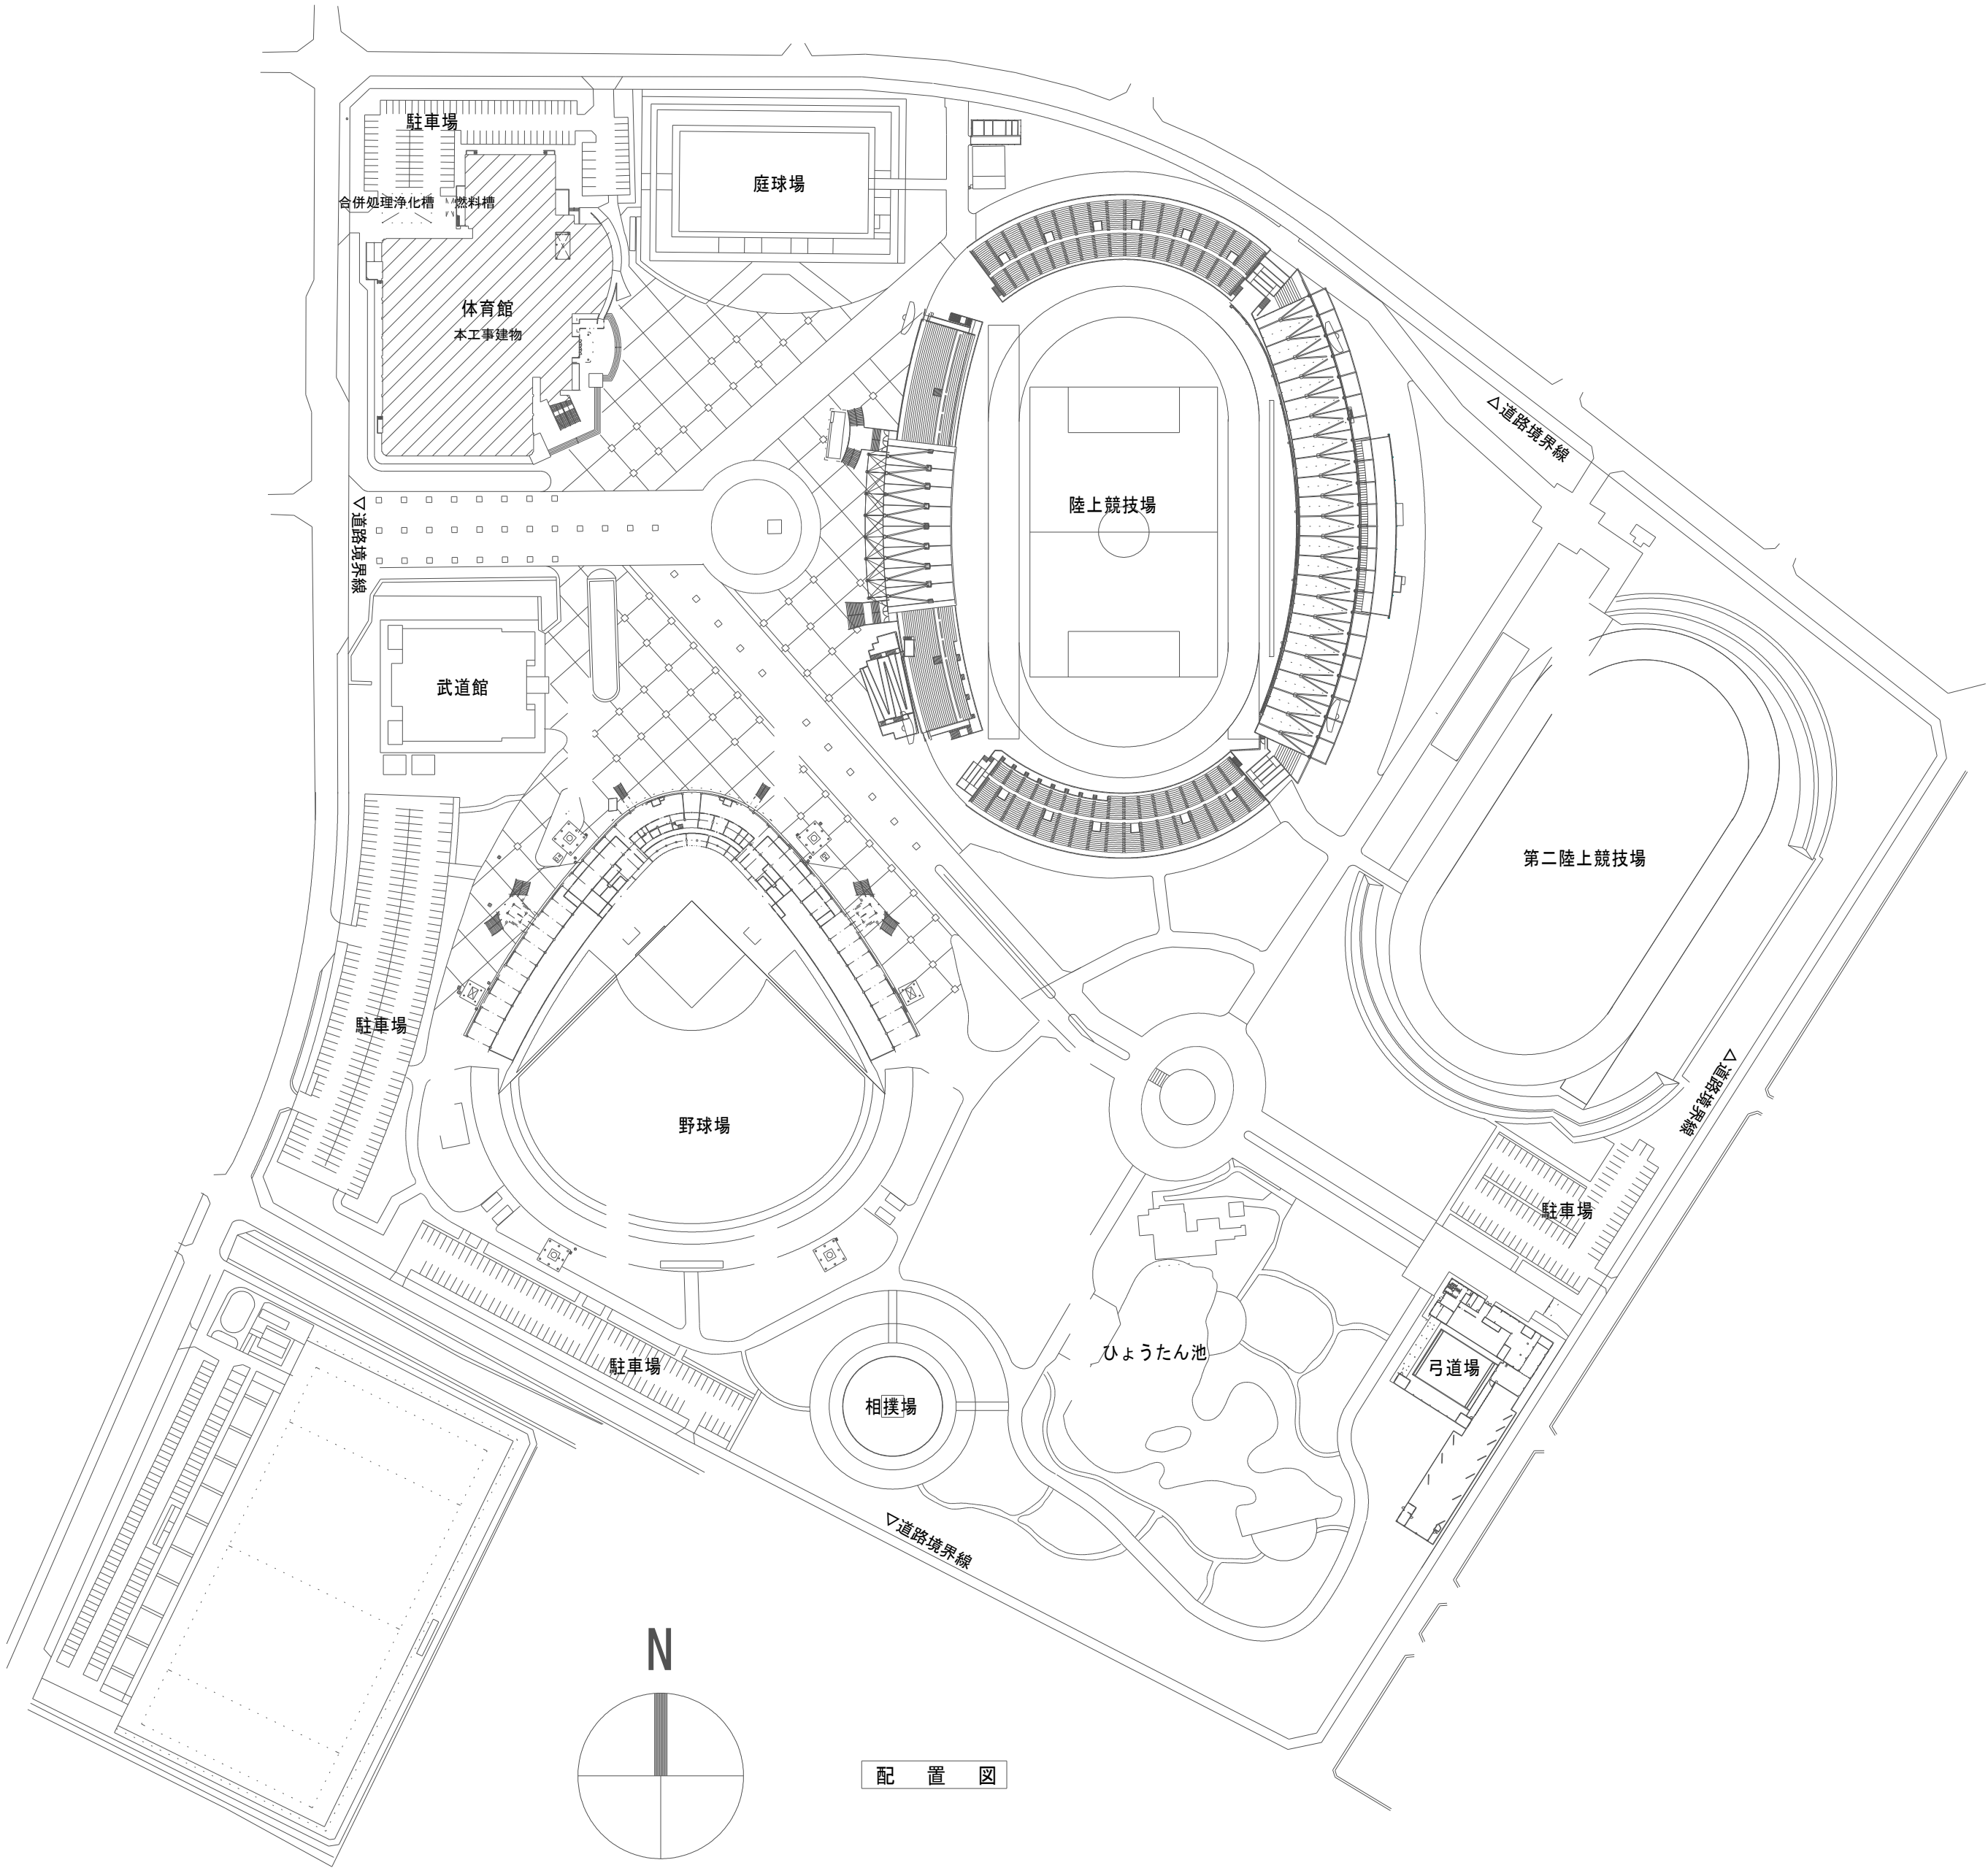 駐車場
庭球場
合併処理浄化槽
燃料槽
体育館
本工事建物
△道路境界線
陸上競技場
△道路境界線
武道館
第二陸上競技場
駐車場
野球場
△道路境界線
駐車場
ひょうたん池
弓道場
駐車場
相撲場
△道路境界線
N
配置図